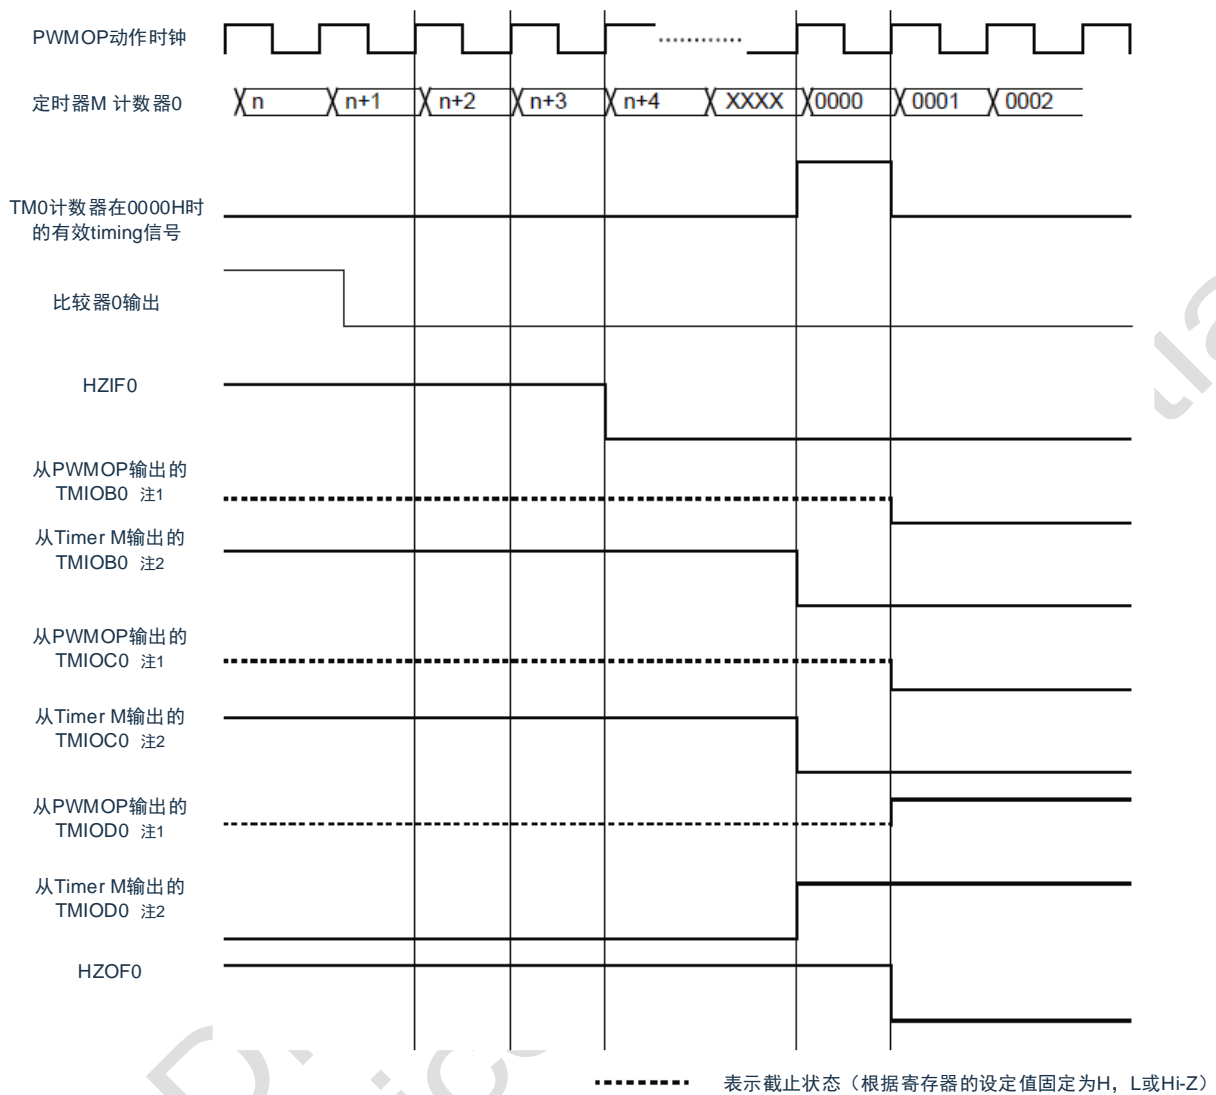 PWMOP动作时钟
定时器M 计数器0
n n+1 n+2 n+3 n+4 XXXX 0000 0001 0002
TM0计数器在0000H时
的有效timing信号
比较器0输出
HZIF0
从PWMOP输出的
TMIOB0 注1
从Timer M输出的
TMIOB0 注2
从PWMOP输出的
TMIOC0 注1
从Timer M输出的
TMIOC0 注2
从PWMOP输出的
TMIOD0 注1
从Timer M输出的
TMIOD0 注2
HZOF0
表示截止状态（根据寄存器的设定值固定为H，L或Hi-Z）